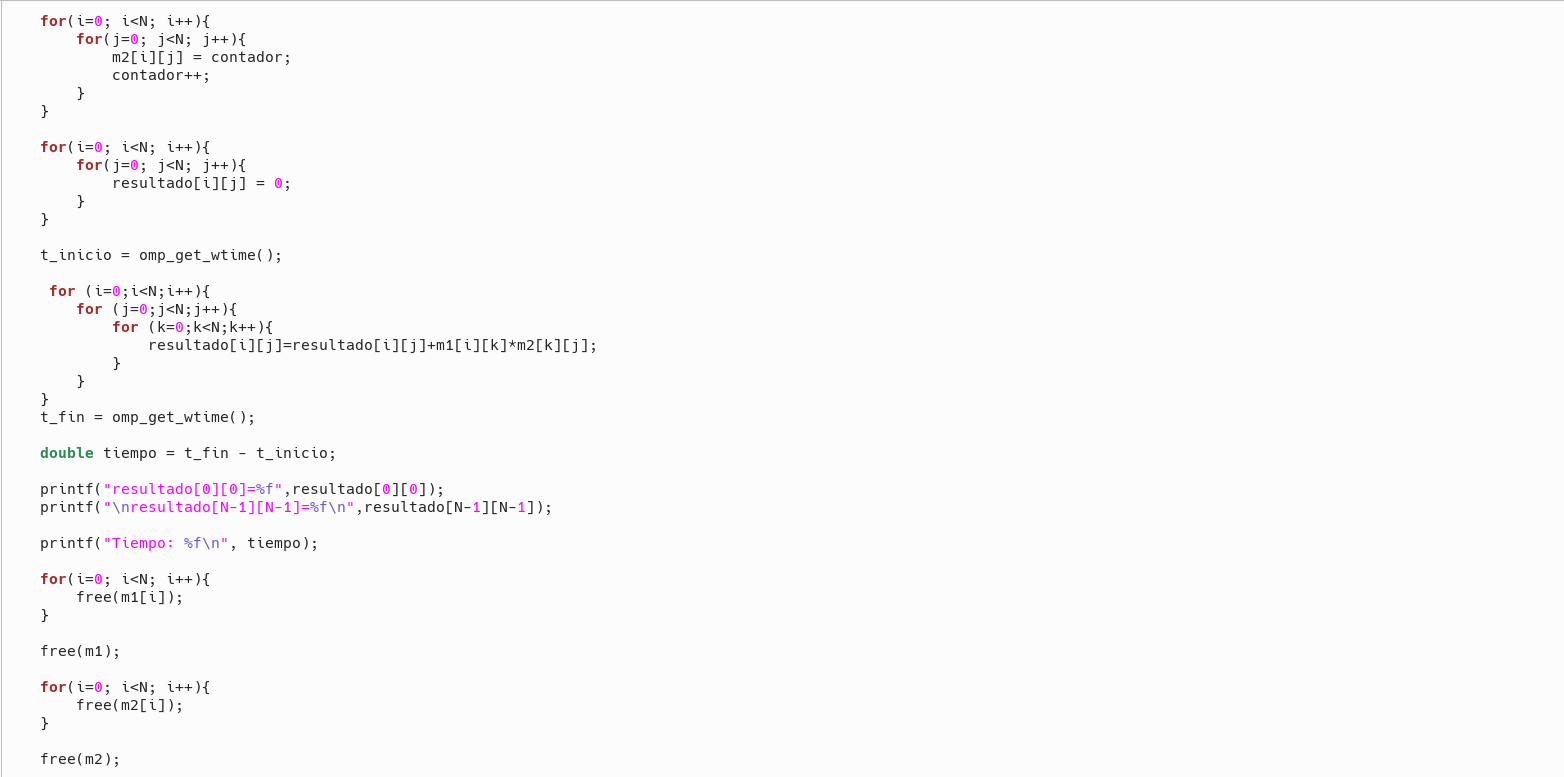 for(i=0; i<N; i++){
    for(j=0; j<N; j++){
        m2[i][j] = contador;
        contador++;
    }
}

for(i=0; i<N; i++){
    for(j=0; j<N; j++){
        resultado[i][j] = 0;
    }
}

t_inicio = omp_get_wtime();

 for (i=0;i<N;i++){
    for (j=0;j<N;j++){
        for (k=0;k<N;k++){
            resultado[i][j]=resultado[i][j]+m1[i][k]*m2[k][j];
        }
    }
}
t_fin = omp_get_wtime();

double tiempo = t_fin - t_inicio;

printf("resultado[0][0]=%f",resultado[0][0]);
printf("\nresultado[N-1][N-1]=%f\n",resultado[N-1][N-1]);

printf("Tiempo: %f\n", tiempo);

for(i=0; i<N; i++){
    free(m1[i]);
}

free(m1);

for(i=0; i<N; i++){
    free(m2[i]);
}

free(m2);